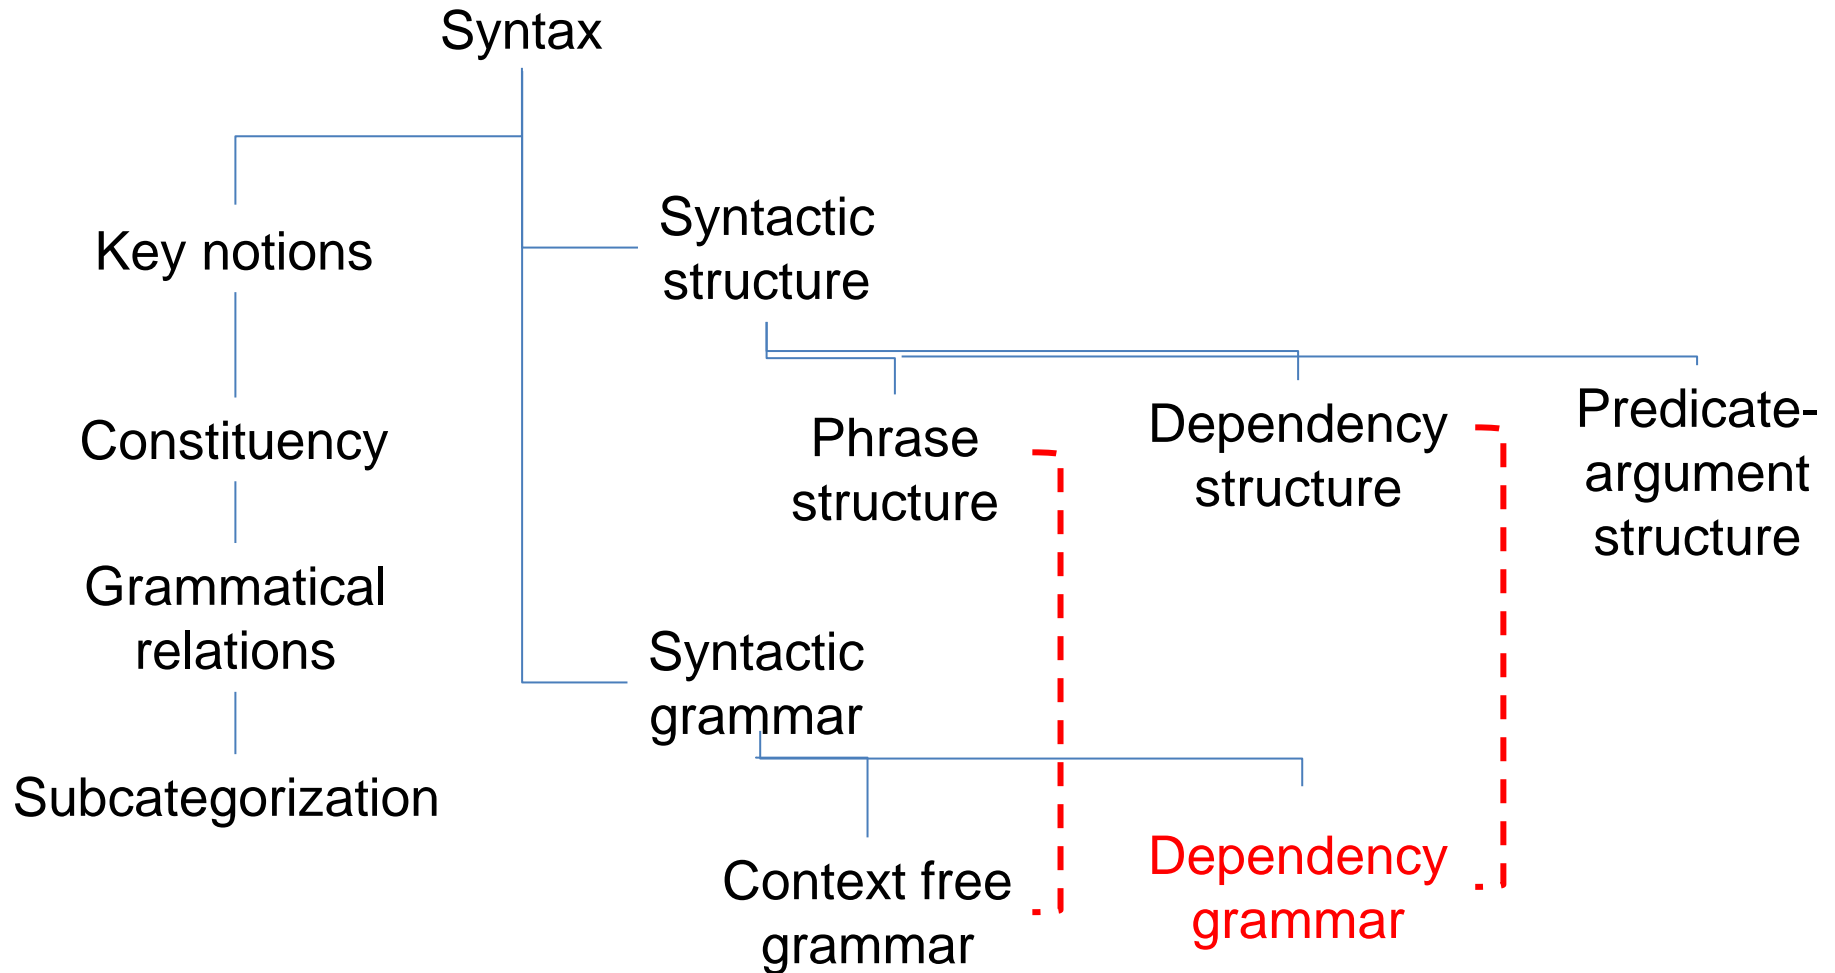 Syntax
Key notions
Syntactic
structure
Constituency
Phrase
structure
Dependency
structure
Predicate-
argument
structure
Grammatical
relations
Syntactic
grammar
Subcategorization
Context free
grammar
Dependency
grammar